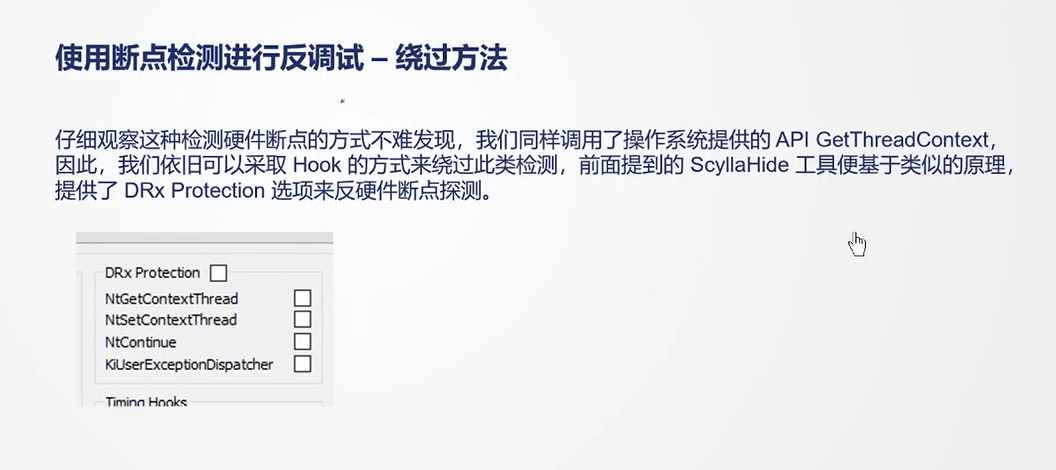 使用断点检测进行反调试 – 绕过方法
仔细观察这种检测硬件断点的方式不难发现，我们同样调用了操作系统提供的 API GetThreadContext，
因此，我们依旧可以采取 Hook 的方式来绕过此类检测，前面提到的 ScyllaHide 工具便基于类似的原理，
提供了 DRx Protection 选项来反硬件断点探测。
DRx Protection
NtGetContextThread
NtSetContextThread
NtContinue
KiUserExceptionDispatcher
Timing Hooks